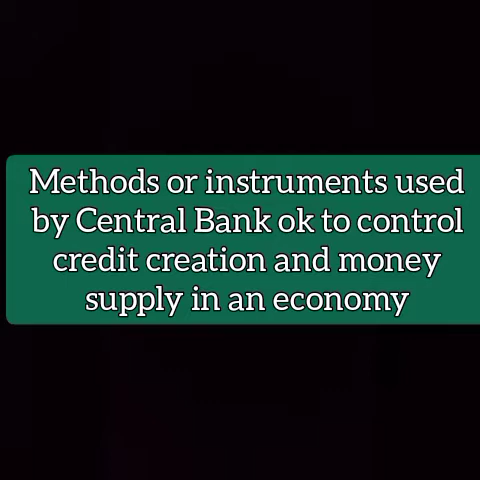 Methods or instruments used
by Central Bank ok to control
credit creation and money
supply in an economy